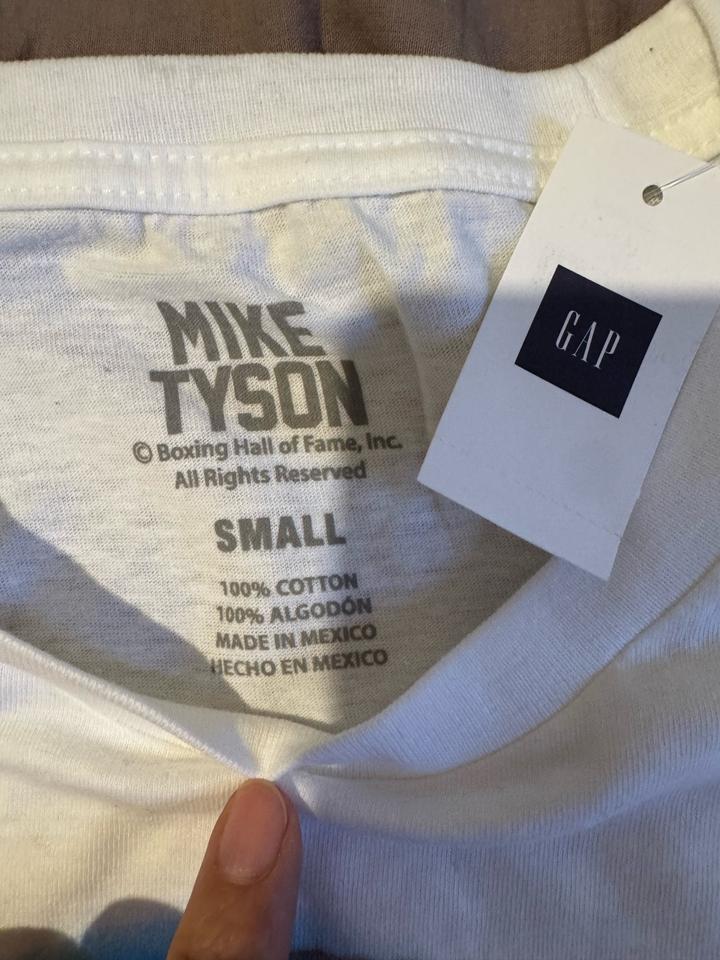 MIKE
TYSON
© Boxing Hall of Fame, Inc.
All Rights Reserved
SMALL
100% COTTON
100% ALGODÓN
MADE IN MEXICO
HECHO EN MEXICO
GAP